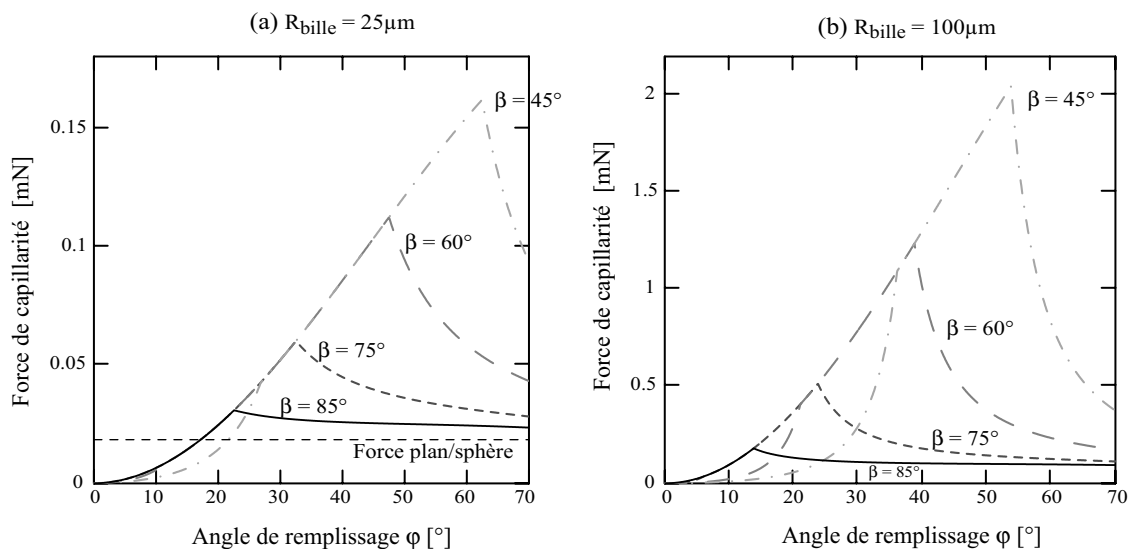 (a) Rbille = 25µm
Force de capillarité [mN]
0.15
0.1
0.05
0
β = 45°
β = 60°
β = 75°
β = 85°
Force plan/sphère
0 10 20 30 40 50 60 70
Angle de remplissage φ [°]
(b) Rbille = 100µm
Force de capillarité [mN]
2
1.5
1
0.5
0
β = 45°
β = 60°
β = 75°
β = 85°
0 10 20 30 40 50 60 70
Angle de remplissage φ [°]